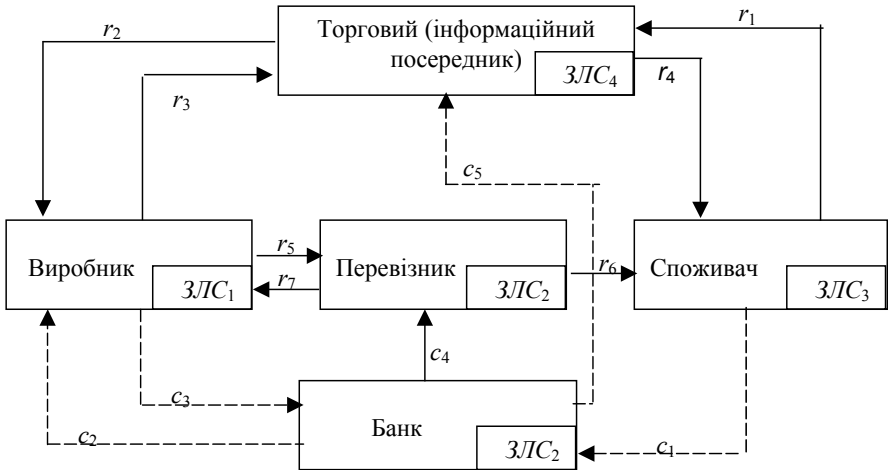 Торговий (інформаційний
посередник)
ЗЛС₄
r₂
r₁
r₃
r₄
c₅
Виробник
ЗЛС₁
r₅
r₇
Перевізник
ЗЛС₂
r₆
Споживач
ЗЛС₃
c₄
c₃
c₂
Банк
ЗЛС₂
c₁